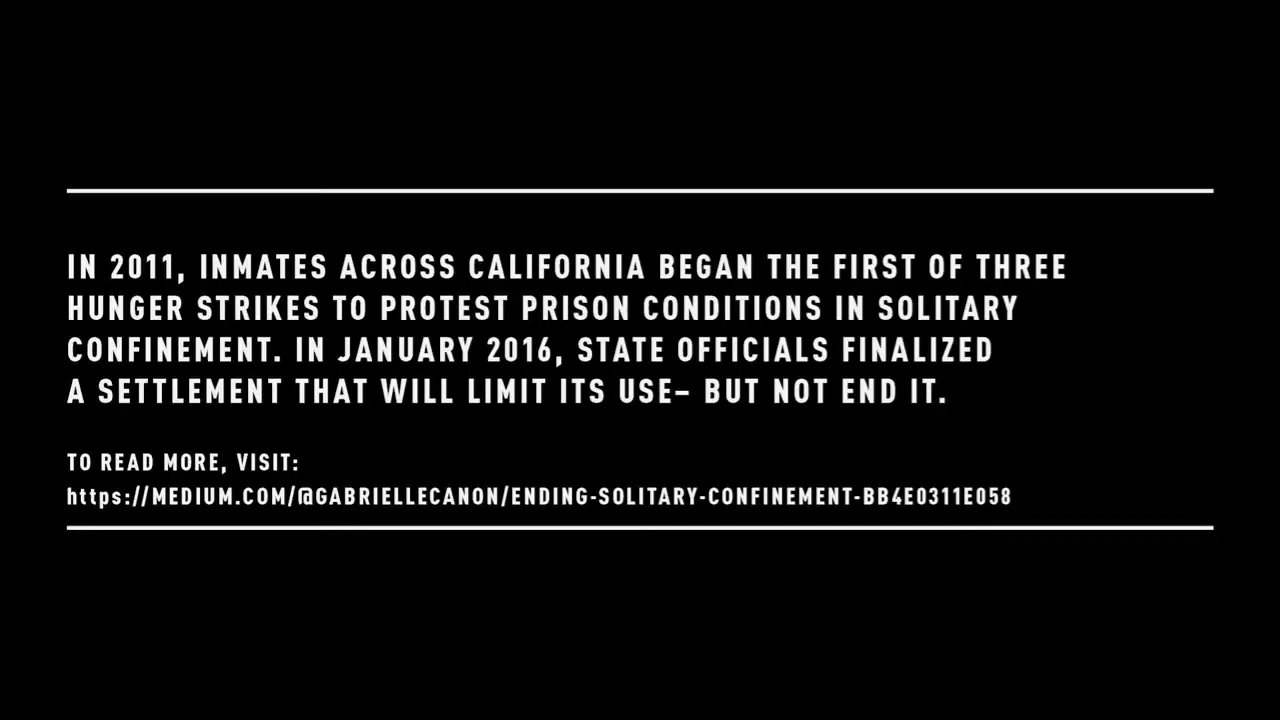 IN 2011, INMATES ACROSS CALIFORNIA BEGAN THE FIRST OF THREE
HUNGER STRIKES TO PROTEST PRISON CONDITIONS IN SOLITARY
CONFINEMENT. IN JANUARY 2016, STATE OFFICIALS FINALIZED
A SETTLEMENT THAT WILL LIMIT ITS USE– BUT NOT END IT.
TO READ MORE, VISIT:
https://MEDIUM.COM/@GABRIELLECANON/ENDING-SOLITARY-CONFINEMENT-BB4E0311E058